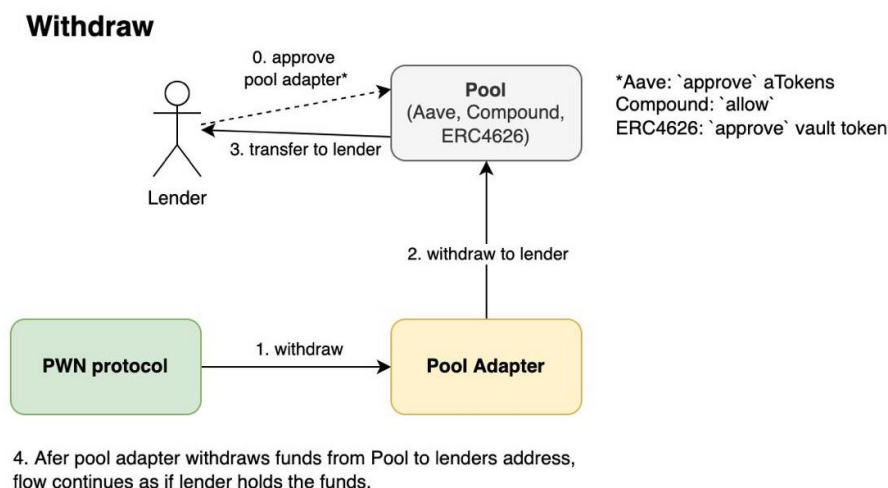 Withdraw
0. approve
pool adapter*
Pool
(Aave, Compound,
ERC4626)
*Aave: `approve` aTokens
Compound: `allow`
ERC4626: `approve` vault token
3. transfer to lender
Lender
2. withdraw to lender
PWN protocol
1. withdraw
Pool Adapter
4. Afer pool adapter withdraws funds from Pool to lenders address,
flow continues as if lender holds the funds.